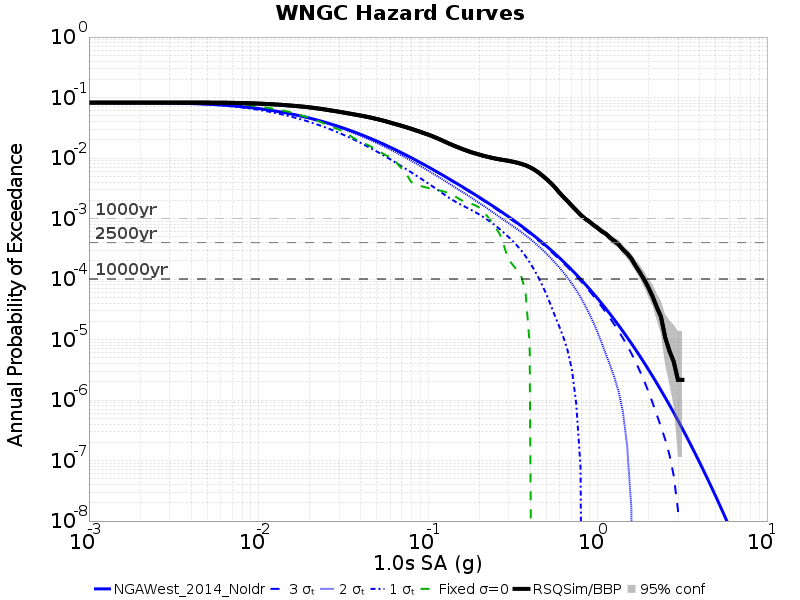 WNGC Hazard Curves
Annual Probability of Exceedance
10^0
10^-1
10^-2
10^-3
10^-4
10^-5
10^-6
10^-7
10^-8
1000yr
2500yr
10000yr
10^-3 10^-2 10^-1 10^0 10^1
1.0s SA (g)
NGAWest_2014_NoIdr 3 σₜ 2 σₜ 1 σₜ Fixed σ=0 RSQSim/BBP 95% conf